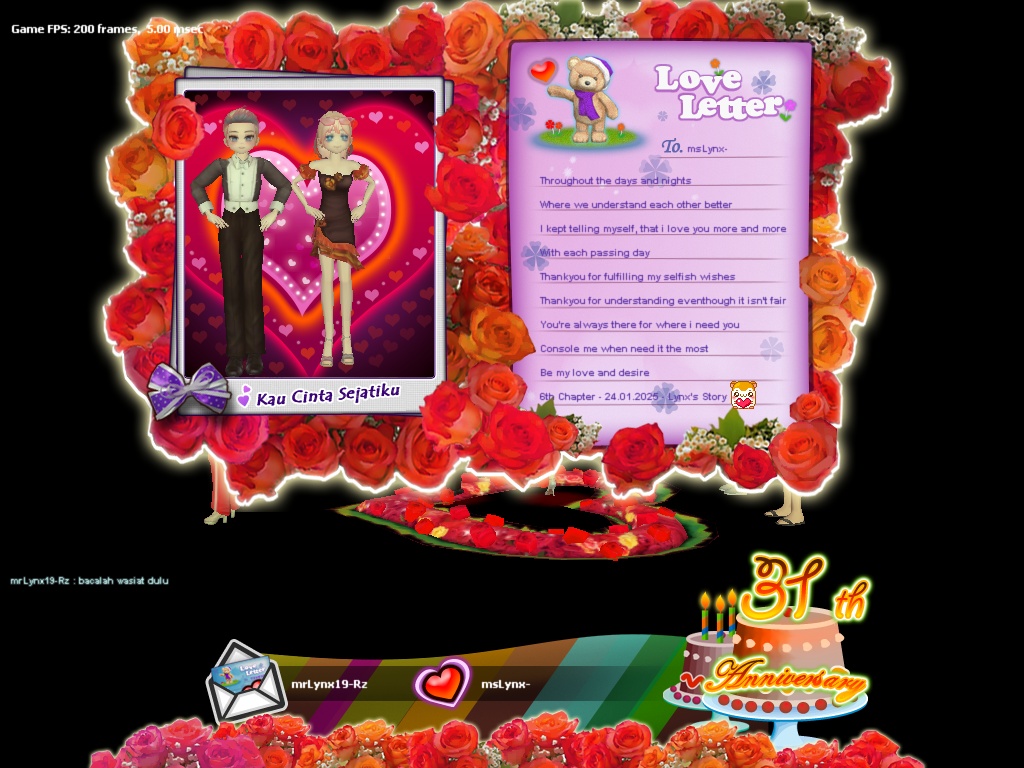 Game FPS: 200 frames, 5.00 msec
Love
Letter
To. msLynx-
Throughout the days and nights
Where we understand each other better
I kept telling myself, that i love you more and more
With each passing day
Thankyou for fulfilling my selfish wishes
Thankyou for understanding eventhough it isn't fair
You're always there for where i need you
Console me when need it the most
Be my love and desire
6th Chapter - 24.01.2025 - Lynx's Story
Kau Cinta Sejatiku
mrLynx19-Rz : bacalah wasiat dulu
31 th
Anniversary
Love
Letter
mrLynx19-Rz
msLynx-